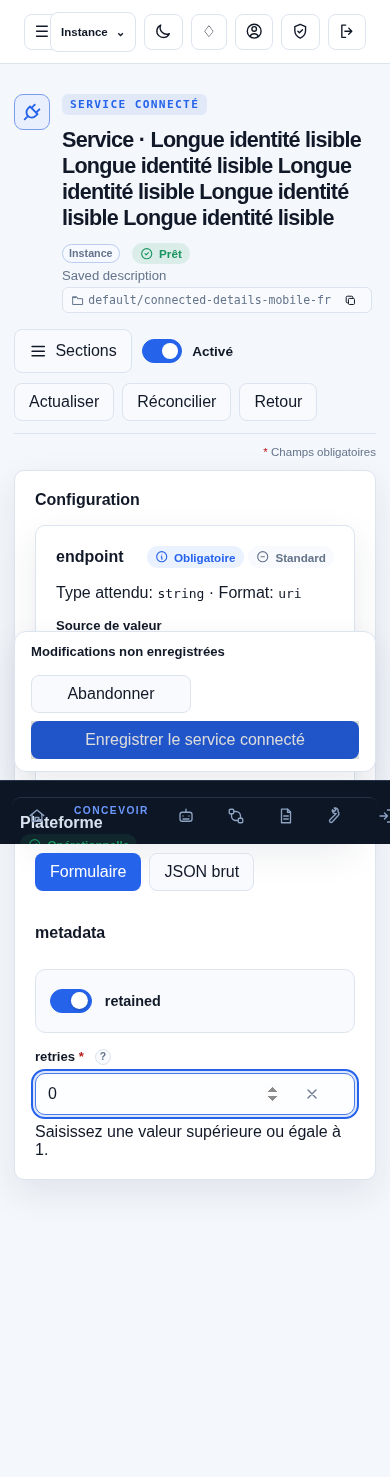 Instance
SERVICE CONNECTÉ
Service · Longue identité lisible
Longue identité lisible Longue
identité lisible Longue identité
lisible Longue identité lisible
Instance
Prêt
Saved description
default/connected-details-mobile-fr
Sections
Activé
Actualiser
Réconcilier
Retour
* Champs obligatoires
Configuration
endpoint
Obligatoire
Standard
Type attendu: string · Format: uri
Source de valeur
Modifications non enregistrées
Abandonner
Enregistrer le service connecté
CONCEVOIR
Plateforme
Opérationnelle
Formulaire
JSON brut
metadata
retained
retries * ?
0
Saisissez une valeur supérieure ou égale à
1.